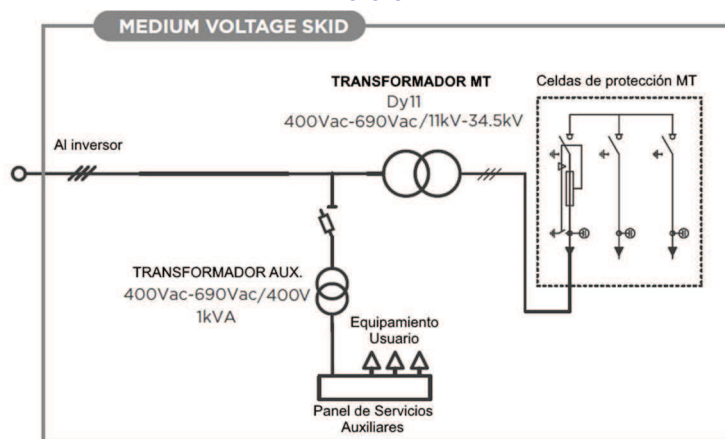 MEDIUM VOLTAGE SKID
TRANSFORMADOR MT
Dy11
400Vac-690Vac/11kV-34.5kV
Celdas de protección MT
Al inversor
TRANSFORMADOR AUX.
400Vac-690Vac/400V
1kVA
Equipamiento
Usuario
Panel de Servicios
Auxiliares